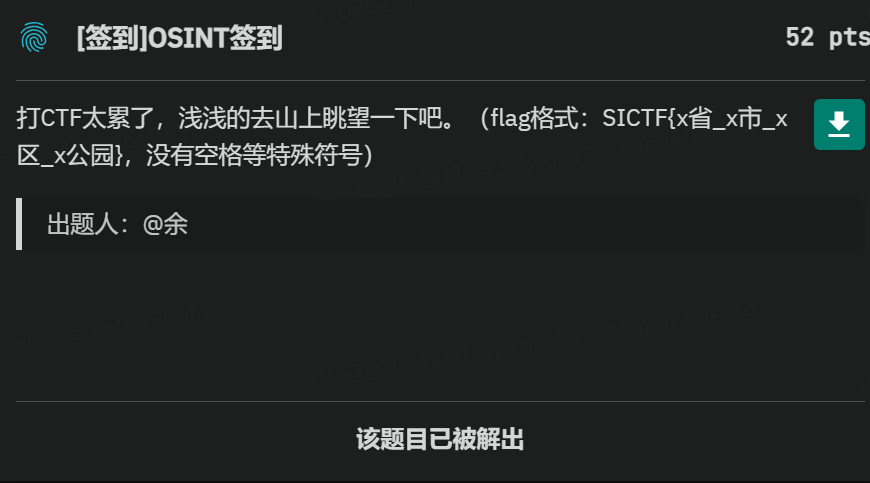 [签到]OSINT签到
52 pts
打CTF太累了，浅浅的去山上眺望一下吧。（flag格式：SICTF{x省_x市_x
区_x公园}，没有空格等特殊符号）
出题人：@余
该题目已被解出